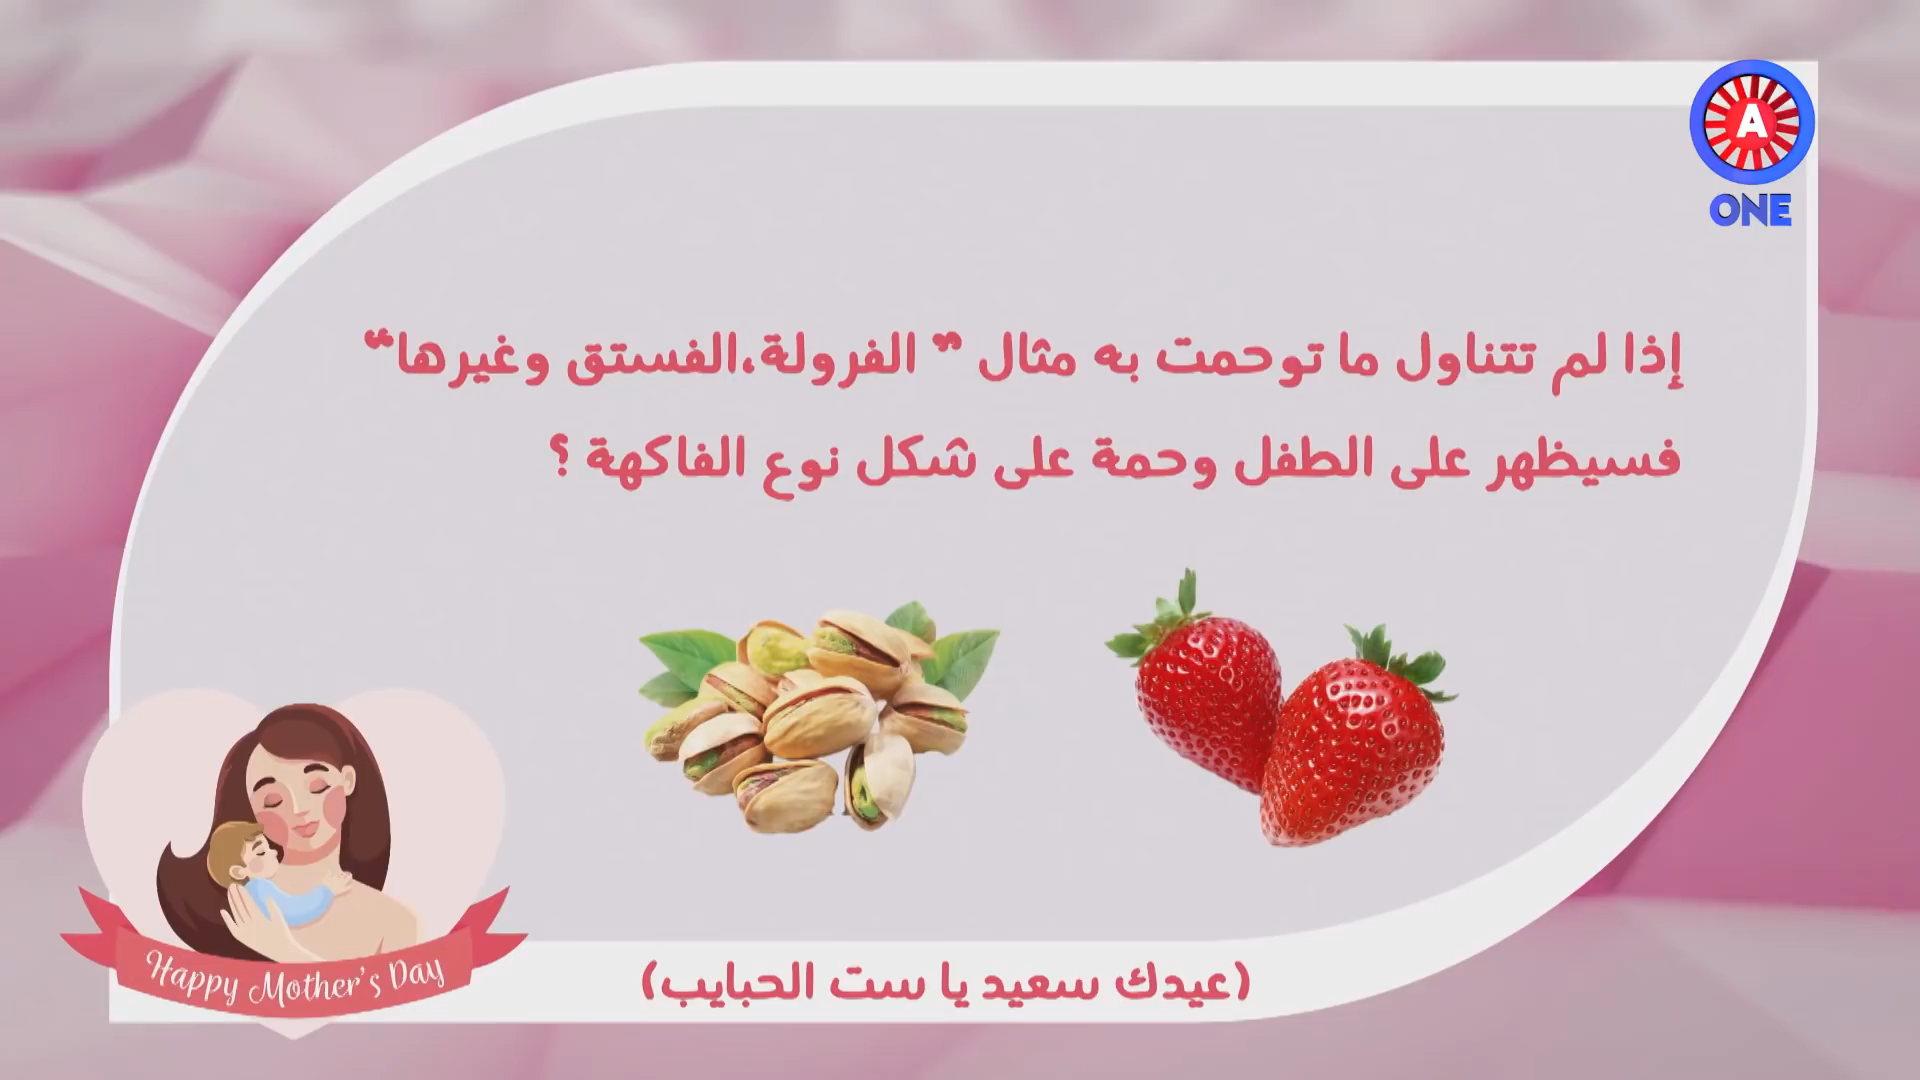 A
ONE
إذا لم تتناول ما توحمت به مثال " الفرولة،الفستق وغيرها"
فسيظهر على الطفل وحمة على شكل نوع الفاكهة ؟
Happy Mother's Day
(عيدك سعيد يا ست الحبايب)